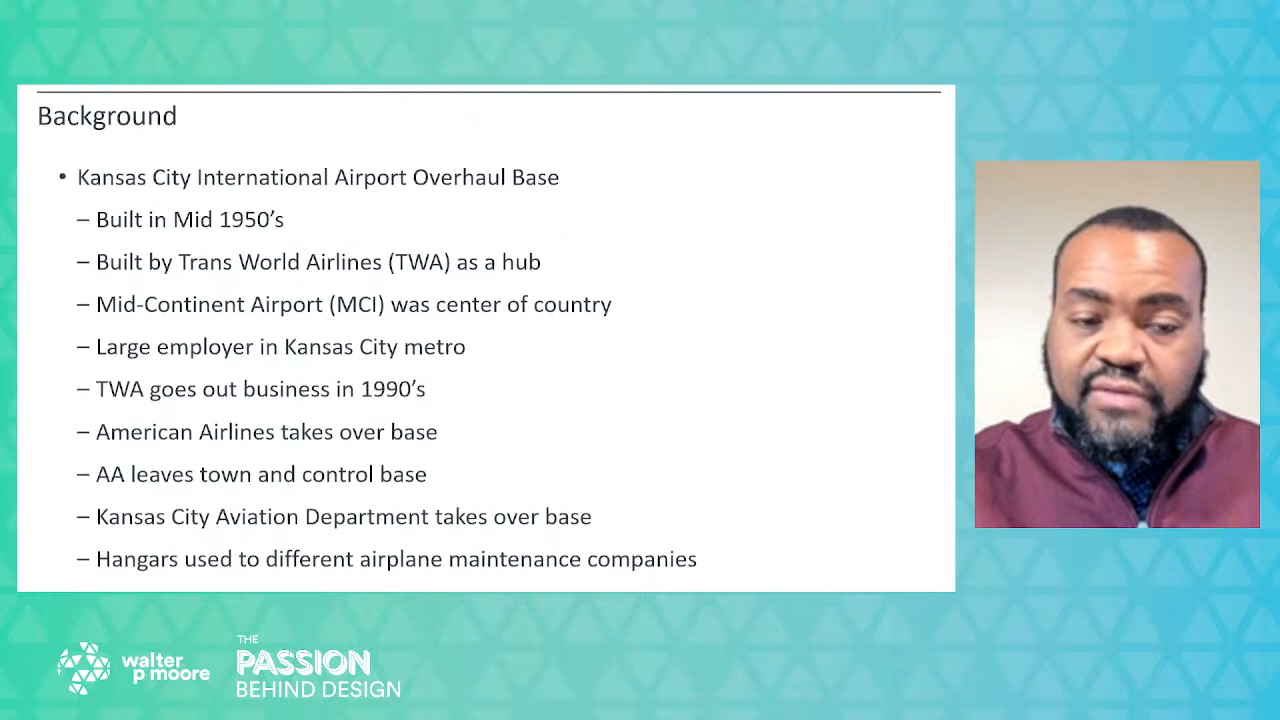 Background
• Kansas City International Airport Overhaul Base
– Built in Mid 1950’s
– Built by Trans World Airlines (TWA) as a hub
– Mid-Continent Airport (MCI) was center of country
– Large employer in Kansas City metro
– TWA goes out business in 1990’s
– American Airlines takes over base
– AA leaves town and control base
– Kansas City Aviation Department takes over base
– Hangars used to different airplane maintenance companies
walter
p moore
THE
PASSION
BEHIND DESIGN